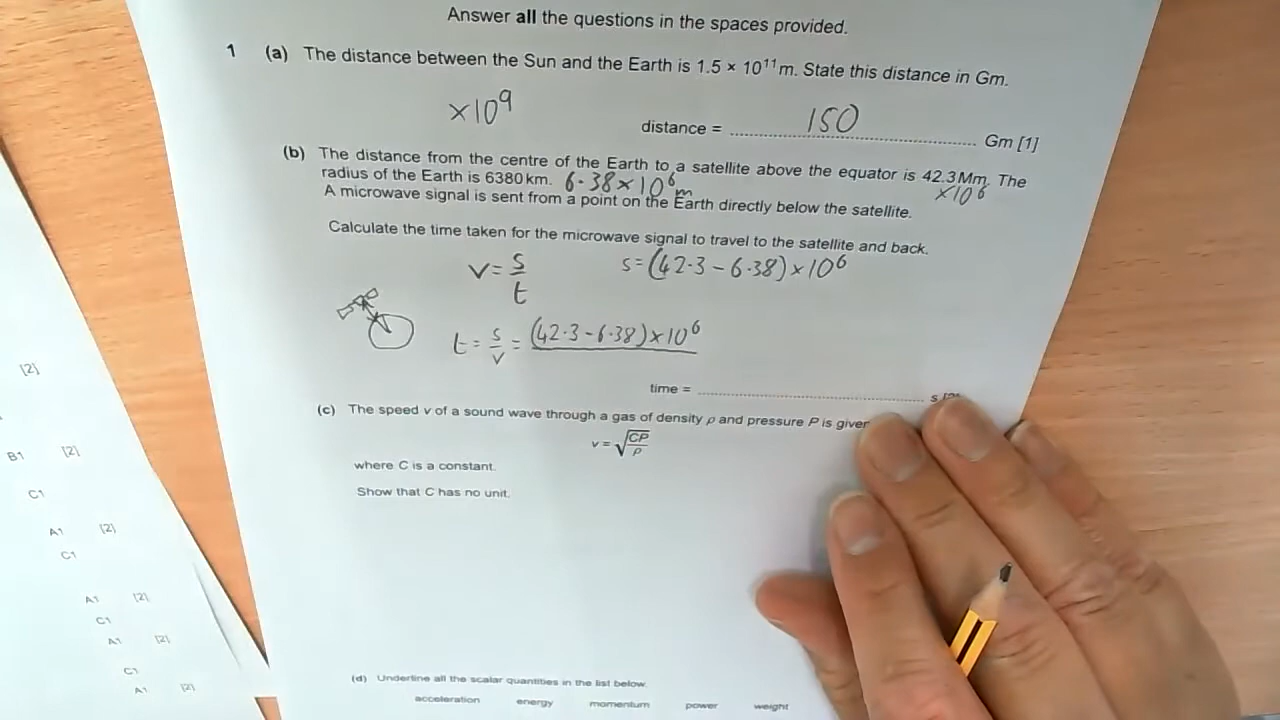 Answer all the questions in the spaces provided.
1 (a) The distance between the Sun and the Earth is 1.5 × 10¹¹ m. State this distance in Gm.
×10⁹
distance = 150 Gm [1]
(b) The distance from the centre of the Earth to a satellite above the equator is 42.3 Mm. The
×10⁶
radius of the Earth is 6380 km. 6.38×10⁶ m
A microwave signal is sent from a point on the Earth directly below the satellite.
Calculate the time taken for the microwave signal to travel to the satellite and back.
v = s/t
s = (42.3 − 6.38) × 10⁶
t = s/v = (42.3 − 6.38) × 10⁶
time = s
(c) The speed v of a sound wave through a gas of density ρ and pressure P is given
v = √(CP/ρ)
where C is a constant.
Show that C has no unit.
(d) Underline all the scalar quantities in the list below.
acceleration energy momentum power weight
[2]
B1 [2]
C1
A1 [2]
C1
A1 [2]
C1
A1 [2]
C1
A1 [2]